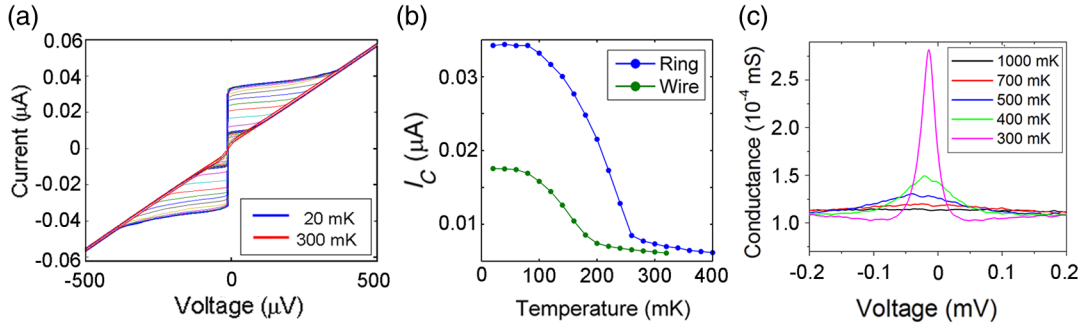 (a)
0.06
0.04
0.02
0
-0.02
-0.04
-0.06
Current (μA)
20 mK
300 mK
-500
0
500
Voltage (μV)
(b)
0.03
0.02
0.01
I_C (μA)
Ring
Wire
0
100
200
300
400
Temperature (mK)
(c)
2.5
2.0
1.5
1.0
Conductance (10⁻⁴ mS)
1000 mK
700 mK
500 mK
400 mK
300 mK
-0.2
-0.1
0
0.1
0.2
Voltage (mV)